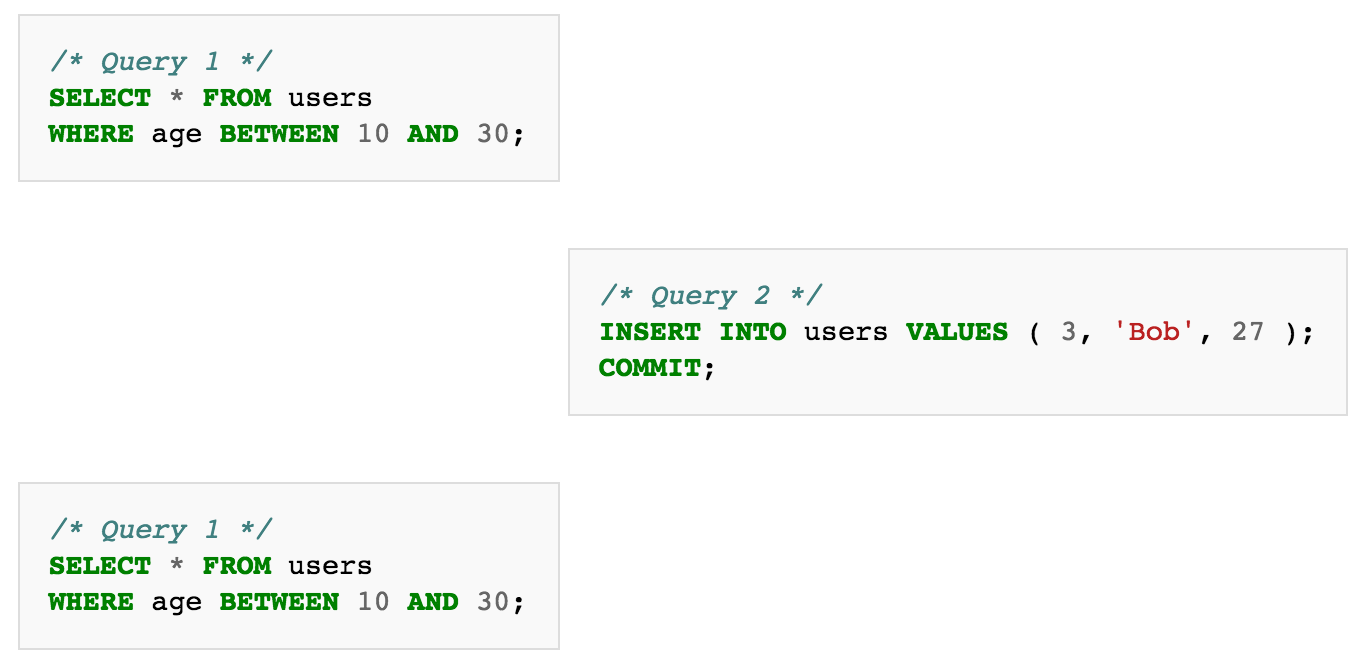 /* Query 1 */
SELECT * FROM users
WHERE age BETWEEN 10 AND 30;
/* Query 2 */
INSERT INTO users VALUES ( 3, 'Bob', 27 );
COMMIT;
/* Query 1 */
SELECT * FROM users
WHERE age BETWEEN 10 AND 30;